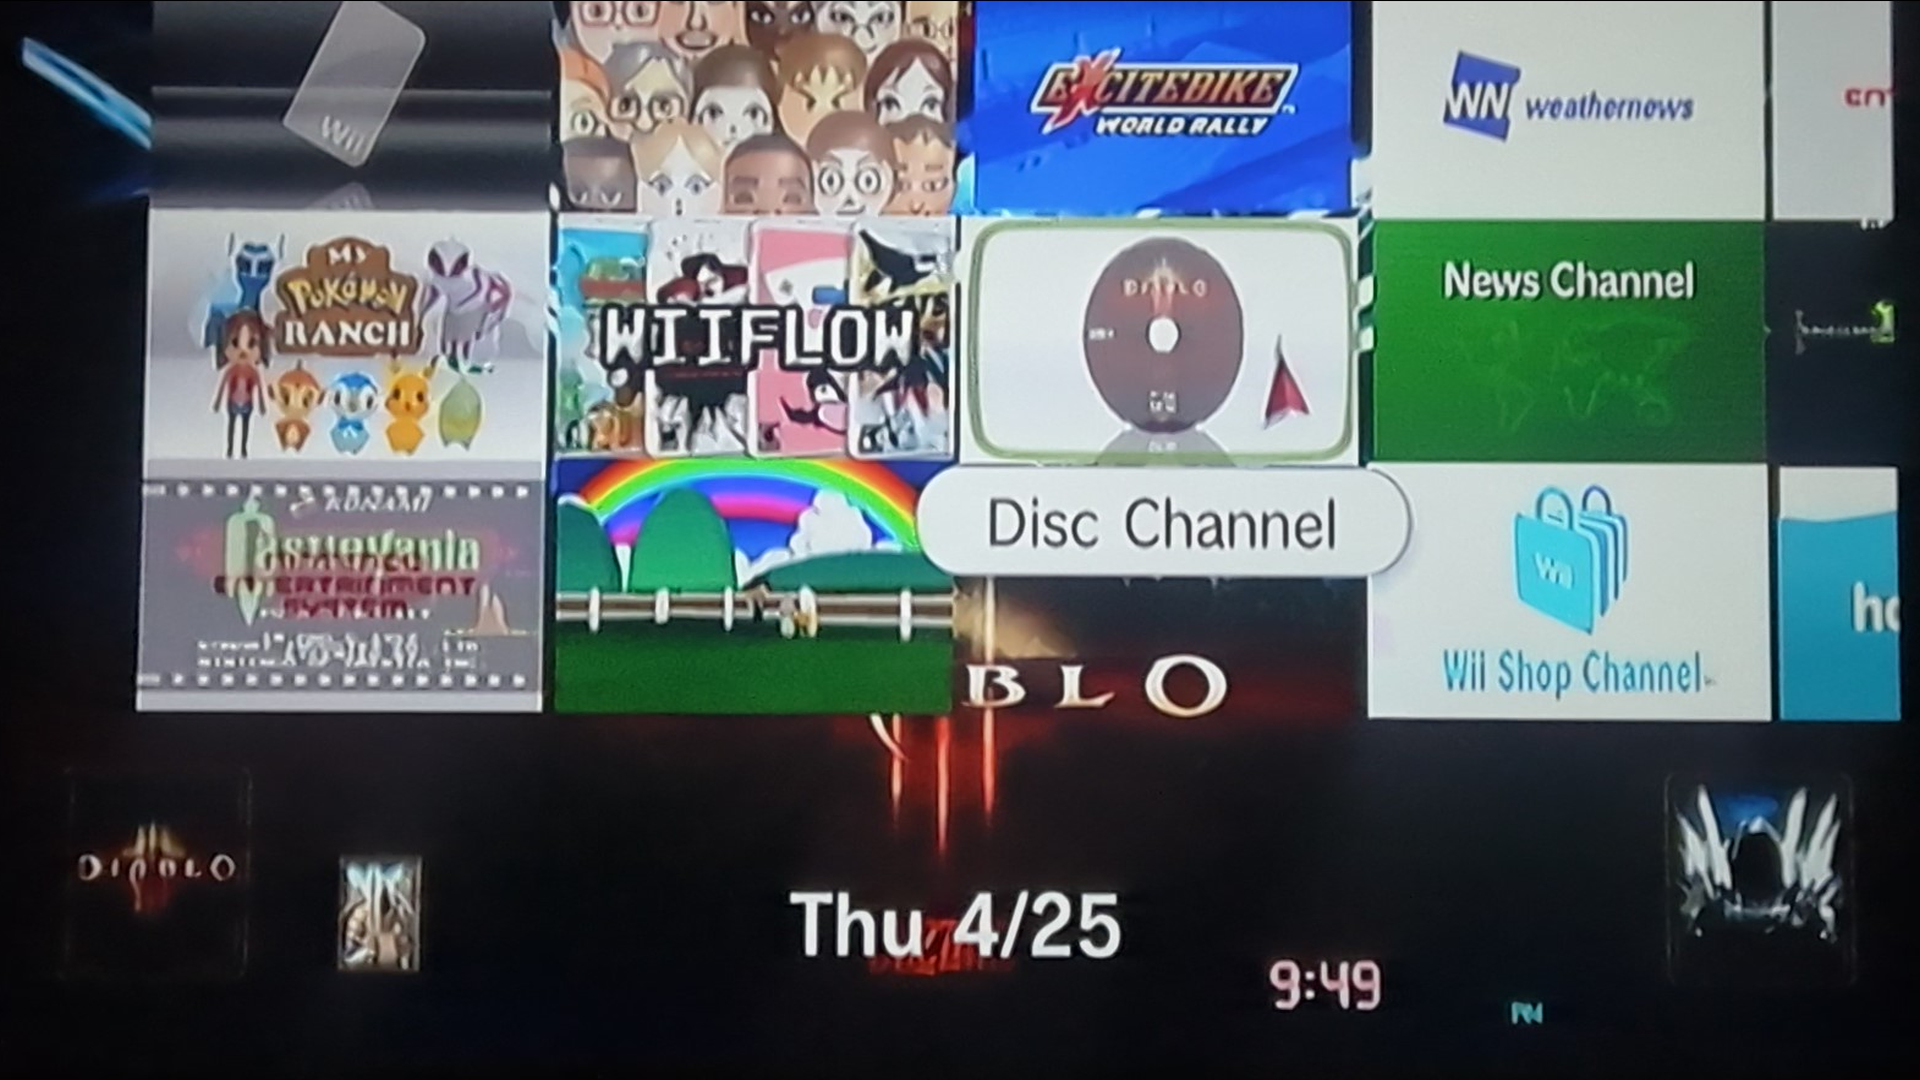 Wii
EXCITEBIKE
WORLD RALLY
WN weathernews
MY
Pokémon
RANCH
WIIFLOW
DIABLO
News Channel
KONAMI
Castlevania
ENTERTAINMENT
SYSTEM
Disc Channel
BLO
Wii
Wii Shop Channel
DIABLO
Thu 4/25
9:49
PM